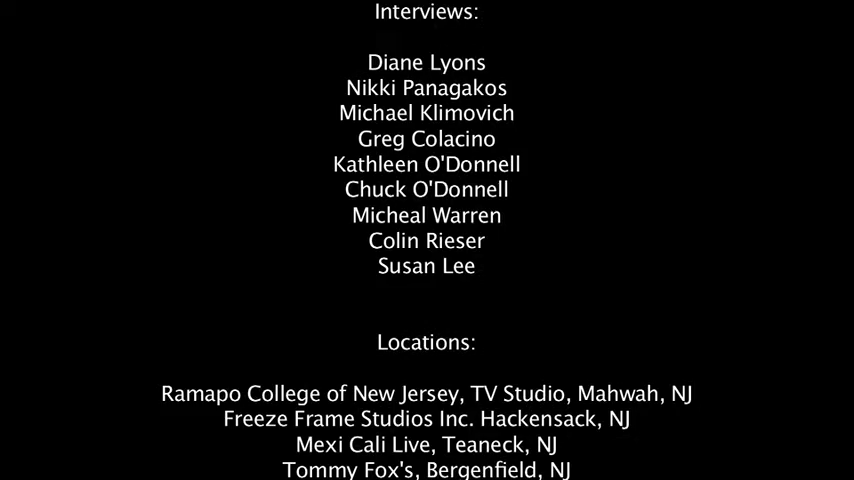 Interviews:
Diane Lyons
Nikki Panagakos
Michael Klimovich
Greg Colacino
Kathleen O'Donnell
Chuck O'Donnell
Micheal Warren
Colin Rieser
Susan Lee
Locations:
Ramapo College of New Jersey, TV Studio, Mahwah, NJ
Freeze Frame Studios Inc. Hackensack, NJ
Mexi Cali Live, Teaneck, NJ
Tommy Fox's, Bergenfield, NJ